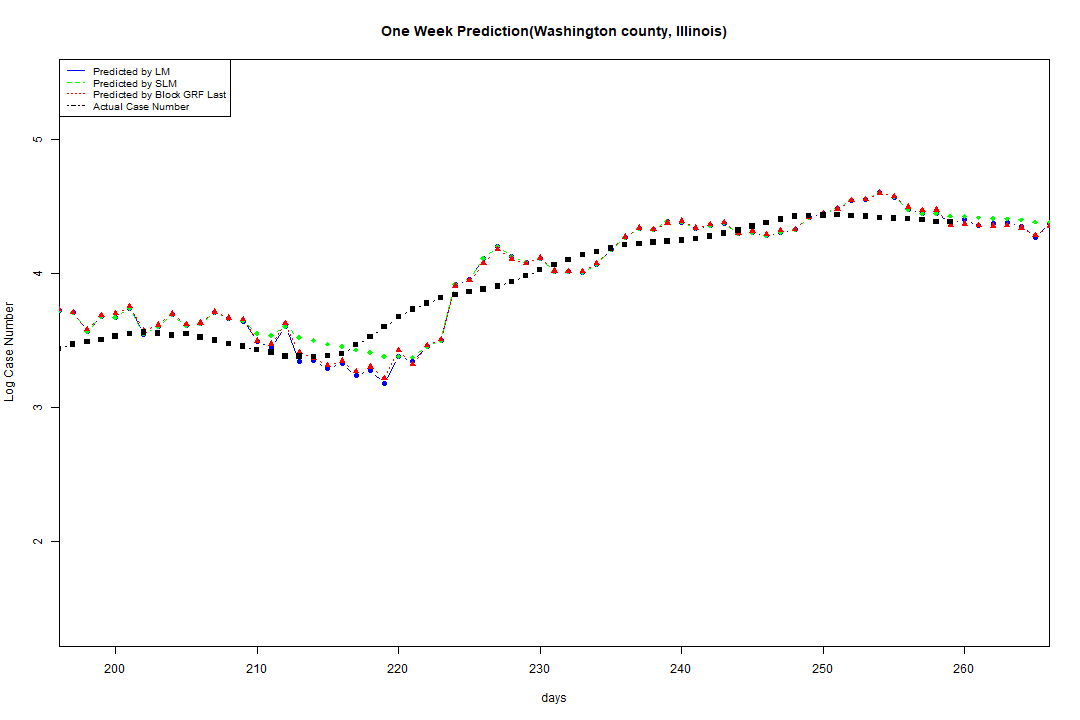 One Week Prediction(Washington county, Illinois)
Predicted by LM
Predicted by SLM
Predicted by Block GRF Last
Actual Case Number
5
4
3
2
Log Case Number
200 210 220 230 240 250 260
days